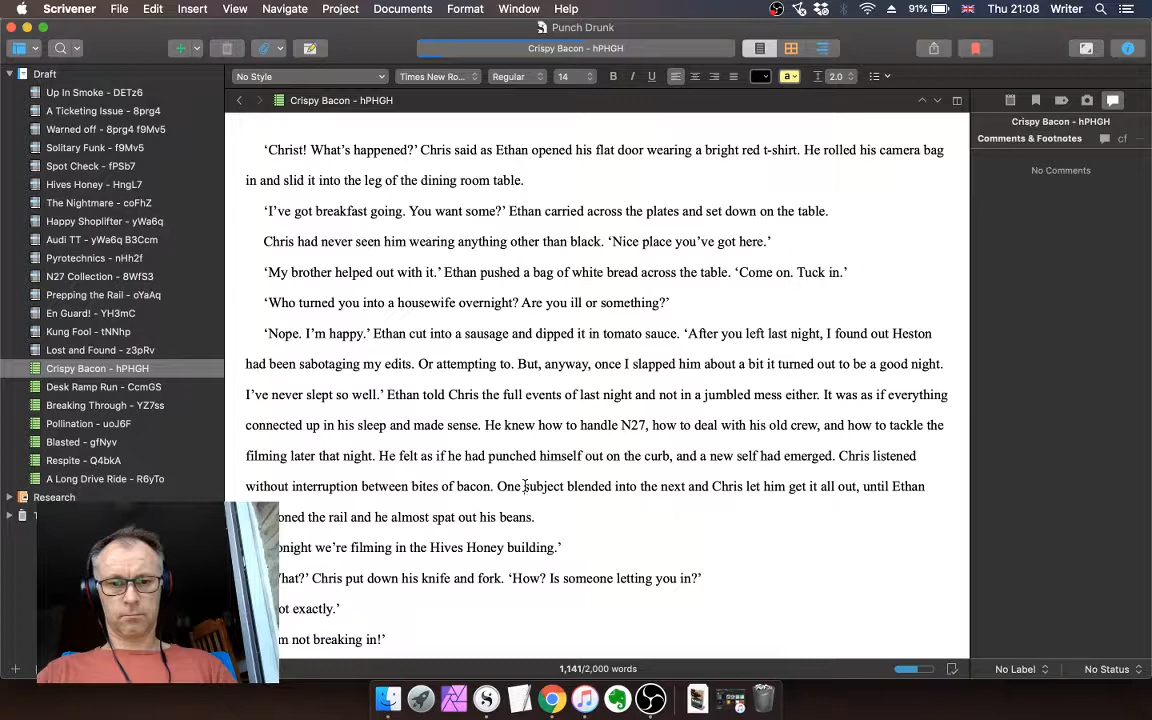 Scrivener File Edit Insert View Navigate Project Documents Format Window Help 91% Thu 21:08 Writer
Punch Drunk
Crispy Bacon - hPHGH
Draft
No Style Times New Ro... Regular 14 B I U a 2.0
Up In Smoke - DETz6
A Ticketing Issue - 8prg4
Warned off - 8prg4 f9Mv5
Solitary Funk - f9Mv5
Spot Check - fPSb7
Hives Honey - HngL7
The Nightmare - coFhZ
Happy Shoplifter - yWa6q
Audi TT - yWa6q B3Ccm
Pyrotechnics - nHh2f
N27 Collection - 8WfS3
Prepping the Rail - oYaAq
En Guard! - YH3mC
Kung Fool - tNNhp
Lost and Found - z3pRv
Crispy Bacon - hPHGH
Desk Ramp Run - CcmGS
Breaking Through - YZ7ss
Pollination - uoJ6F
Blasted - gfNyv
Respite - Q4bkA
A Long Drive Ride - R6yTo
Research
T
Crispy Bacon - hPHGH
‘Christ! What’s happened?’ Chris said as Ethan opened his flat door wearing a bright red t-shirt. He rolled his camera bag
in and slid it into the leg of the dining room table.
‘I’ve got breakfast going. You want some?’ Ethan carried across the plates and set down on the table.
Chris had never seen him wearing anything other than black. ‘Nice place you’ve got here.’
‘My brother helped out with it.’ Ethan pushed a bag of white bread across the table. ‘Come on. Tuck in.’
‘Who turned you into a housewife overnight? Are you ill or something?’
‘Nope. I’m happy.’ Ethan cut into a sausage and dipped it in tomato sauce. ‘After you left last night, I found out Heston
had been sabotaging my edits. Or attempting to. But, anyway, once I slapped him about a bit it turned out to be a good night.
I’ve never slept so well.’ Ethan told Chris the full events of last night and not in a jumbled mess either. It was as if everything
connected up in his sleep and made sense. He knew how to handle N27, how to deal with his old crew, and how to tackle the
filming later that night. He felt as if he had punched himself out on the curb, and a new self had emerged. Chris listened
without interruption between bites of bacon. One subject blended into the next and Chris let him get it all out, until Ethan
oned the rail and he almost spat out his beans.
onight we’re filming in the Hives Honey building.’
hat?’ Chris put down his knife and fork. ‘How? Is someone letting you in?’
ot exactly.’
m not breaking in!’
Crispy Bacon - hPHGH
Comments & Footnotes cf
No Comments
1,141/2,000 words
No Label No Status